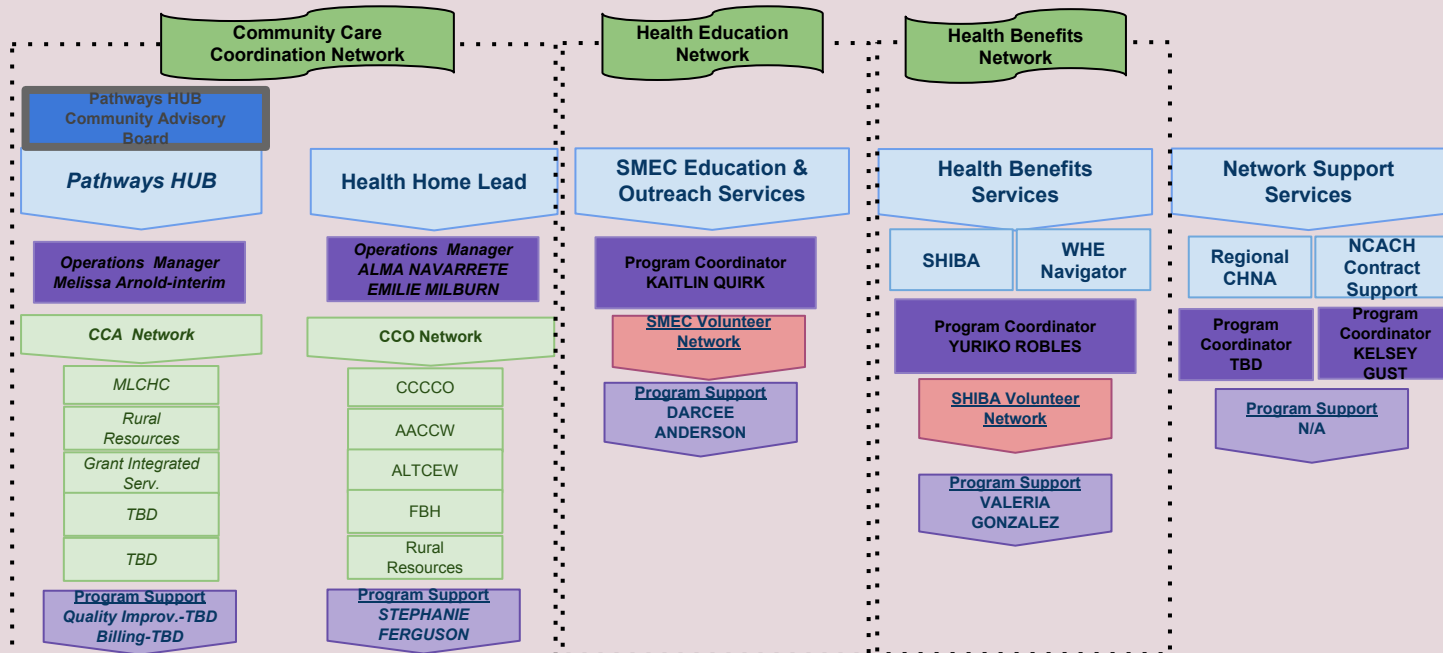 Community Care
Coordination Network
Health Education
Network
Health Benefits
Network
Pathways HUB
Community Advisory
Board
Pathways HUB
Operations Manager
Melissa Arnold-interim
CCA Network
MLCHC
Rural
Resources
Grant Integrated
Serv.
TBD
TBD
Program Support
Quality Improv.-TBD
Billing-TBD
Health Home Lead
Operations Manager
ALMA NAVARRETE
EMILIE MILBURN
CCO Network
CCCCO
AACCW
ALTCEW
FBH
Rural
Resources
Program Support
STEPHANIE
FERGUSON
SMEC Education &
Outreach Services
Program Coordinator
KAITLIN QUIRK
SMEC Volunteer
Network
Program Support
DARCEE
ANDERSON
Health Benefits
Services
SHIBA
WHE
Navigator
Program Coordinator
YURIKO ROBLES
SHIBA Volunteer
Network
Program Support
VALERIA
GONZALEZ
Network Support
Services
Regional
CHNA
NCACH
Contract
Support
Program
Coordinator
TBD
Program
Coordinator
KELSEY
GUST
Program Support
N/A